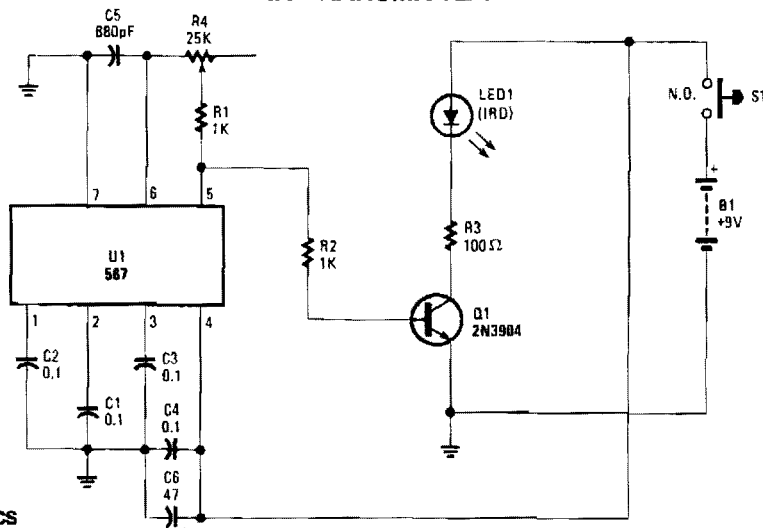 C5
680pF
R4
25K
R1
1K
LED1
(IRD)
N.O.
S1
7
6
5
+
B1
+9V
U1
567
R2
1K
R3
100Ω
Q1
2N3904
1
2
3
4
C2
0.1
C3
0.1
C1
0.1
C4
0.1
C6
47
CS